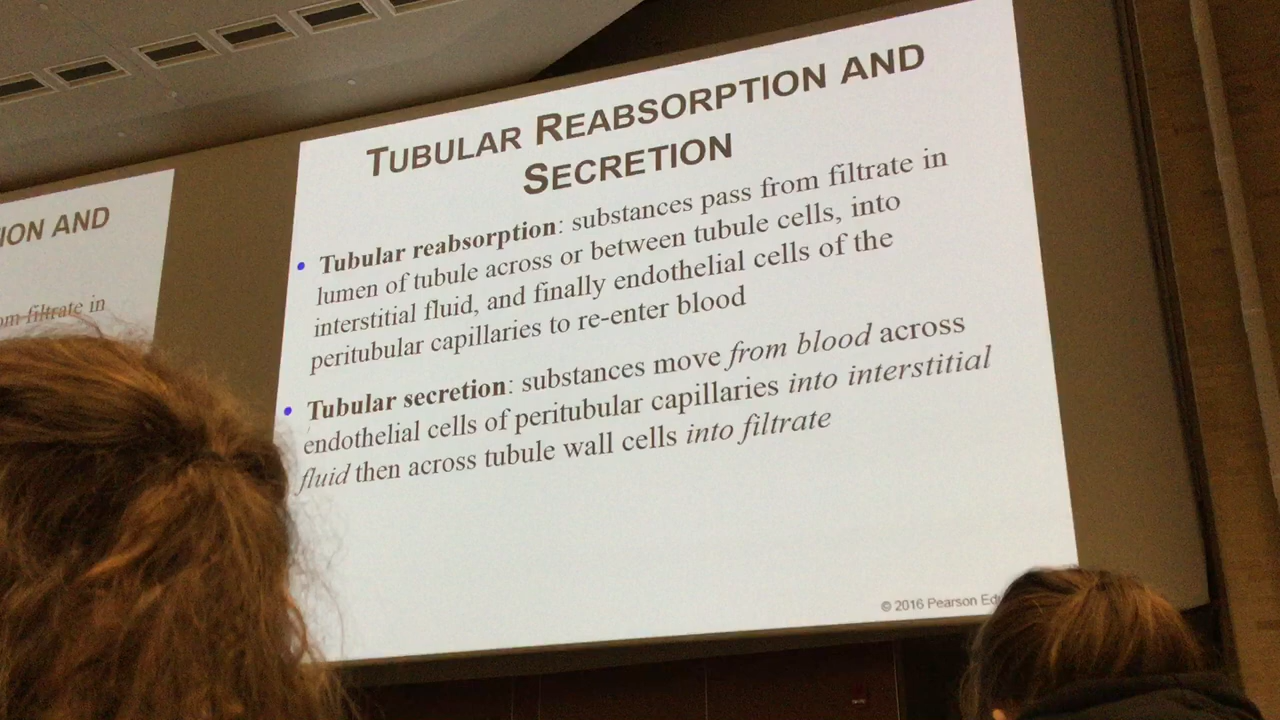 TUBULAR REABSORPTION AND
SECRETION
• Tubular reabsorption: substances pass from filtrate in
lumen of tubule across or between tubule cells, into
interstitial fluid, and finally endothelial cells of the
peritubular capillaries to re-enter blood
• Tubular secretion: substances move from blood across
endothelial cells of peritubular capillaries into interstitial
fluid then across tubule wall cells into filtrate
© 2016 Pearson Ed
ION AND
om filtrate in